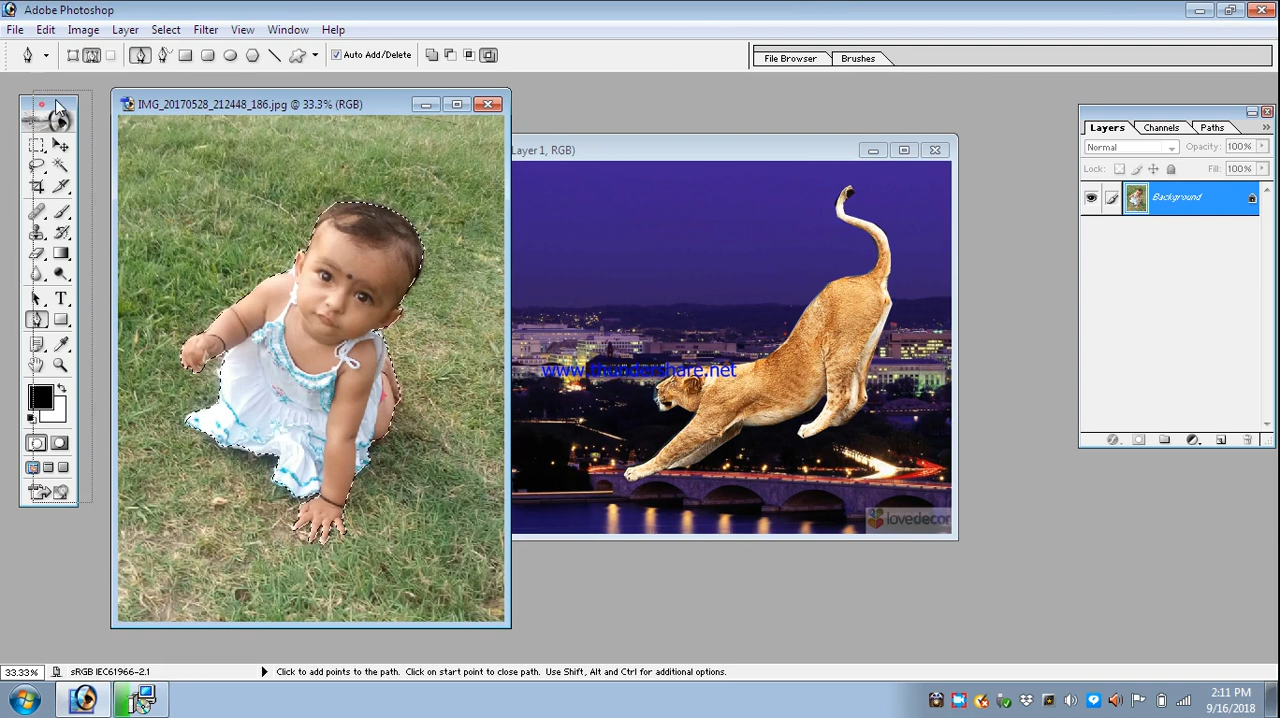 Adobe Photoshop
File Edit Image Layer Select Filter View Window Help
Auto Add/Delete
File Browser Brushes
IMG_20170528_212448_186.jpg @ 33.3% (RGB)
Layer 1, RGB)
Layers Channels Paths
Normal Opacity: 100%
Lock: Fill: 100%
Background
www.thundershare.net
lovedecor
33.33% sRGB IEC61966-2.1 Click to add points to the path. Click on start point to close path. Use Shift, Alt and Ctrl for additional options.
2:11 PM
9/16/2018